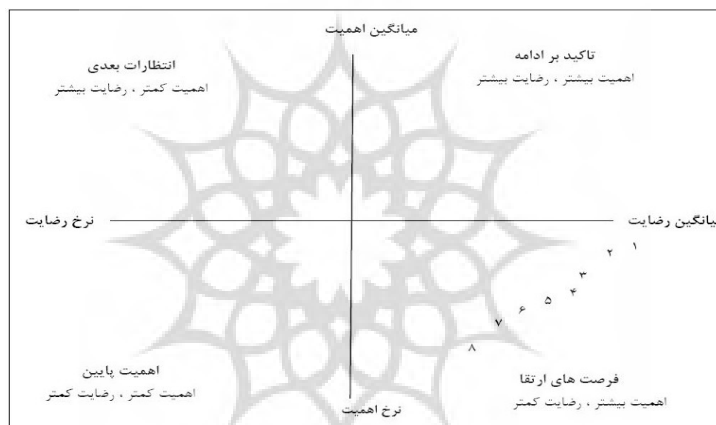 میانگین اهمیت
تاکید بر ادامه
اهمیت بیشتر ، رضایت بیشتر
انتظارات بعدی
اهمیت کمتر ، رضایت بیشتر
میانگین رضایت
نرخ رضایت
۱
۲
۳
۴
۵
۶
۷
۸
فرصت های ارتقا
اهمیت بیشتر ، رضایت کمتر
اهمیت پایین
اهمیت کمتر ، رضایت کمتر
نرخ اهمیت